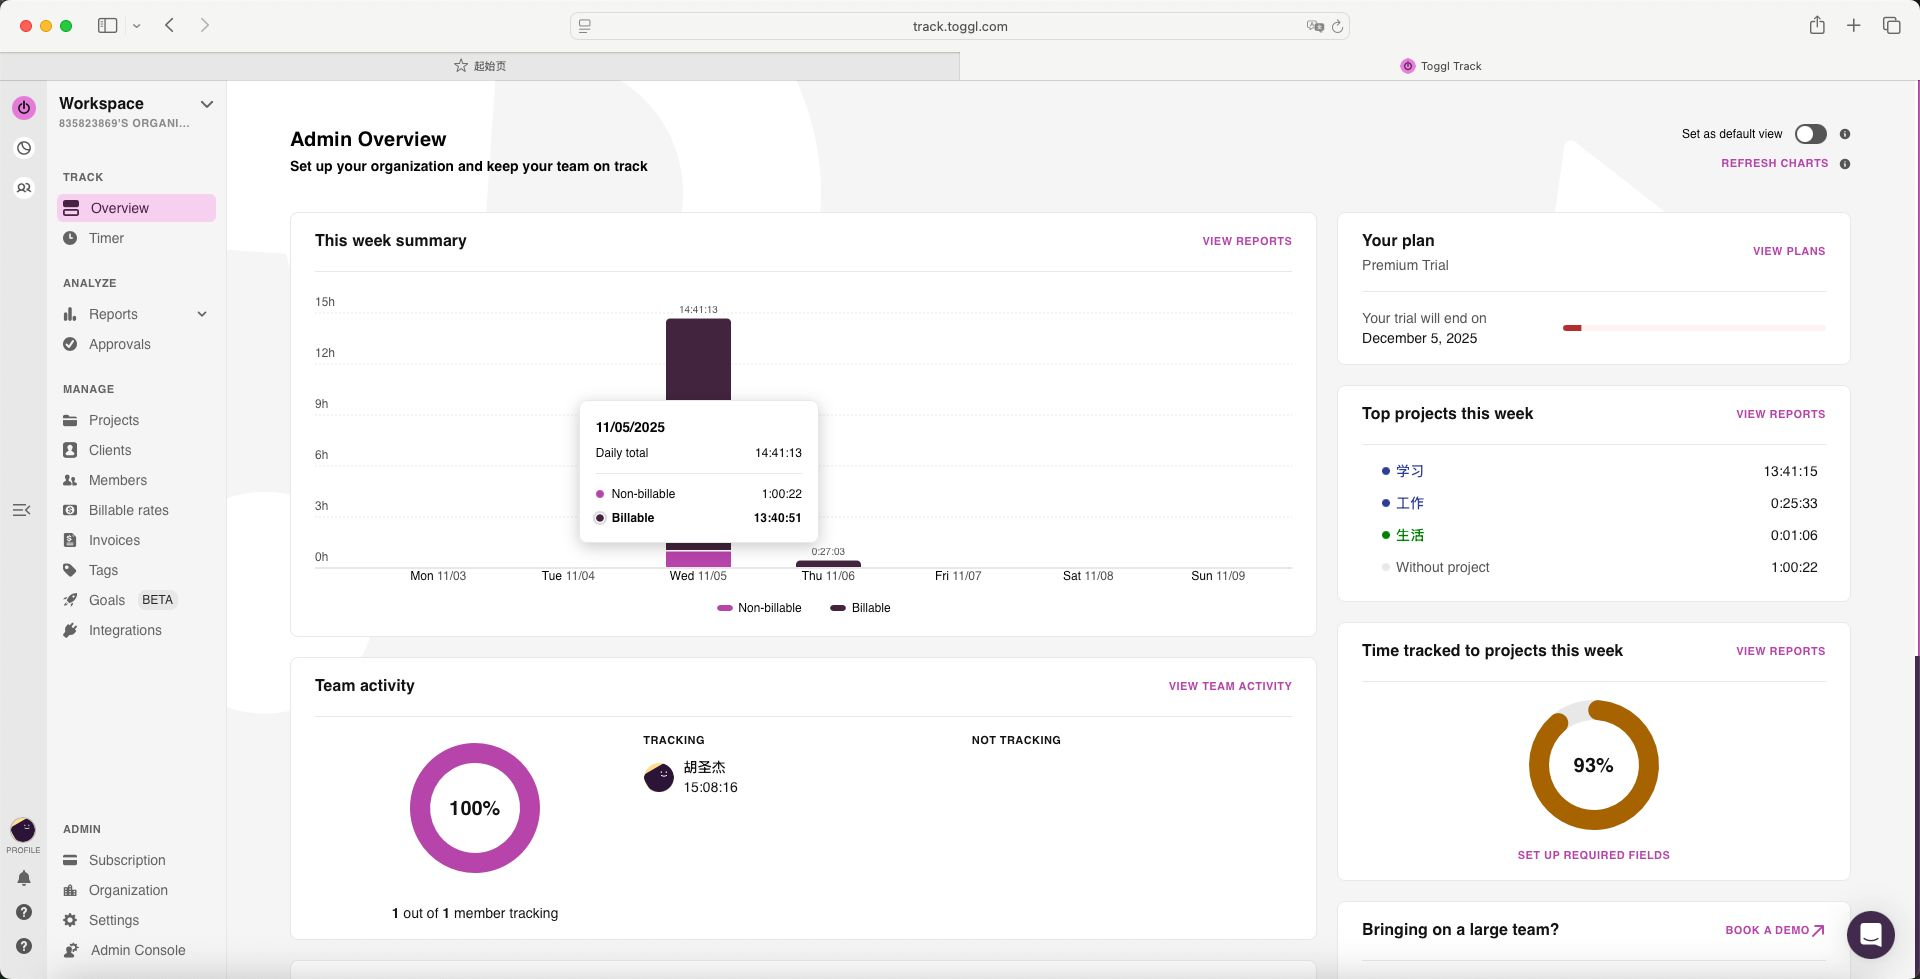 track.toggl.com
起始页
Toggl Track
Workspace
835823869'S ORGANI...
TRACK
Overview
Timer
ANALYZE
Reports
Approvals
MANAGE
Projects
Clients
Members
Billable rates
Invoices
Tags
Goals BETA
Integrations
PROFILE
ADMIN
Subscription
Organization
Settings
Admin Console
Admin Overview
Set up your organization and keep your team on track
Set as default view
REFRESH CHARTS
This week summary
VIEW REPORTS
15h
12h
9h
6h
3h
0h
14:41:13
11/05/2025
Daily total 14:41:13
Non-billable 1:00:22
Billable 13:40:51
0:27:03
Mon 11/03 Tue 11/04 Wed 11/05 Thu 11/06 Fri 11/07 Sat 11/08 Sun 11/09
Non-billable Billable
Team activity
VIEW TEAM ACTIVITY
100%
1 out of 1 member tracking
TRACKING
胡圣杰
15:08:16
NOT TRACKING
Your plan
Premium Trial
VIEW PLANS
Your trial will end on
December 5, 2025
Top projects this week
VIEW REPORTS
学习 13:41:15
工作 0:25:33
生活 0:01:06
Without project 1:00:22
Time tracked to projects this week
VIEW REPORTS
93%
SET UP REQUIRED FIELDS
Bringing on a large team?
BOOK A DEMO